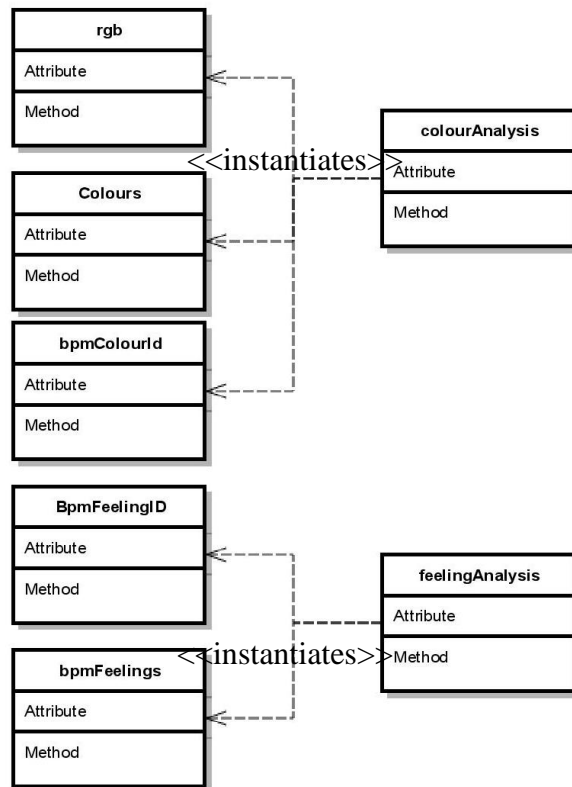 rgb
Attribute
Method
<<instantiates>>
colourAnalysis
Attribute
Method
Colours
Attribute
Method
bpmColourId
Attribute
Method
BpmFeelingID
Attribute
Method
feelingAnalysis
Attribute
Method
<<instantiates>>
bpmFeelings
Attribute
Method